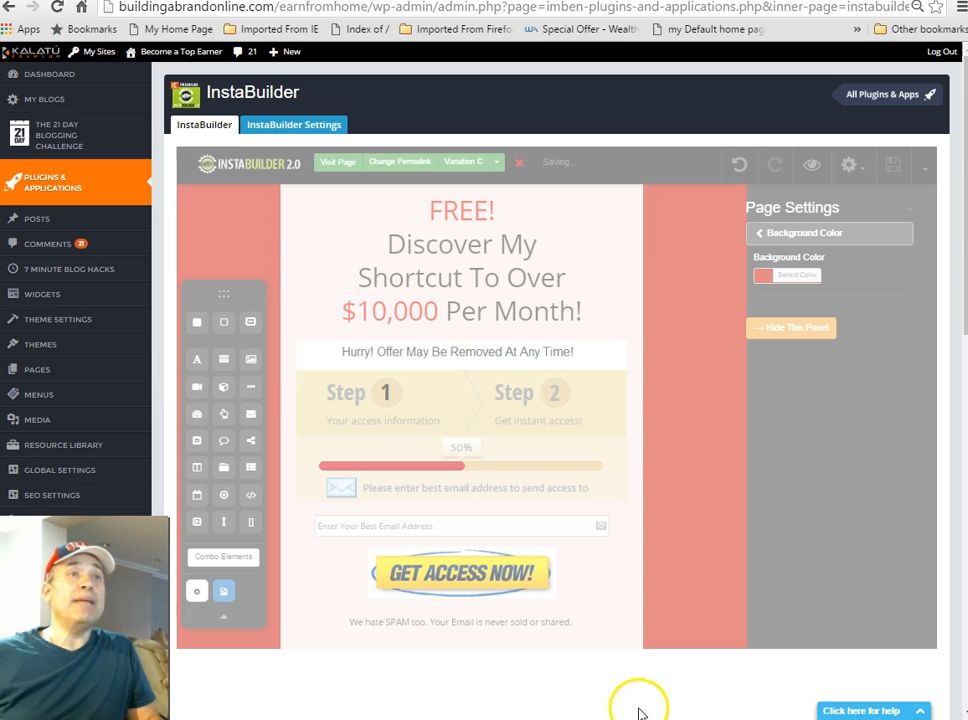 buildingabrandonline.com/earnfromhome/wp-admin/admin.php?page=imben-plugins-and-applications.php&inner-page=instabuilde
Apps Bookmarks My Home Page Imported From IE Index of / Imported From Firefo Special Offer - Wealth my Default home pag » Other bookmarks
KALATÚ PREMIUM My Sites Become a Top Earner 21 + New Log Out
DASHBOARD
MY BLOGS
21 DAY
THE 21 DAY
BLOGGING
CHALLENGE
PLUGINS &
APPLICATIONS
POSTS
COMMENTS 21
7 MINUTE BLOG HACKS
WIDGETS
THEME SETTINGS
THEMES
PAGES
MENUS
MEDIA
RESOURCE LIBRARY
GLOBAL SETTINGS
SEO SETTINGS
InstaBuilder
All Plugins & Apps
InstaBuilder InstaBuilder Settings
INSTABUILDER 2.0 Visit Page Change Permalink Variation C Saving...
FREE!
Discover My
Shortcut To Over
$10,000 Per Month!
Hurry! Offer May Be Removed At Any Time!
Step 1 Step 2
Your access information Get instant access!
50%
Please enter best email address to send access to
Enter Your Best Email Address
GET ACCESS NOW!
We hate SPAM too. Your Email is never sold or shared.
Combo Elements
Page Settings
Background Color
Background Color
Select Color
→ Hide This Panel
Click here for help